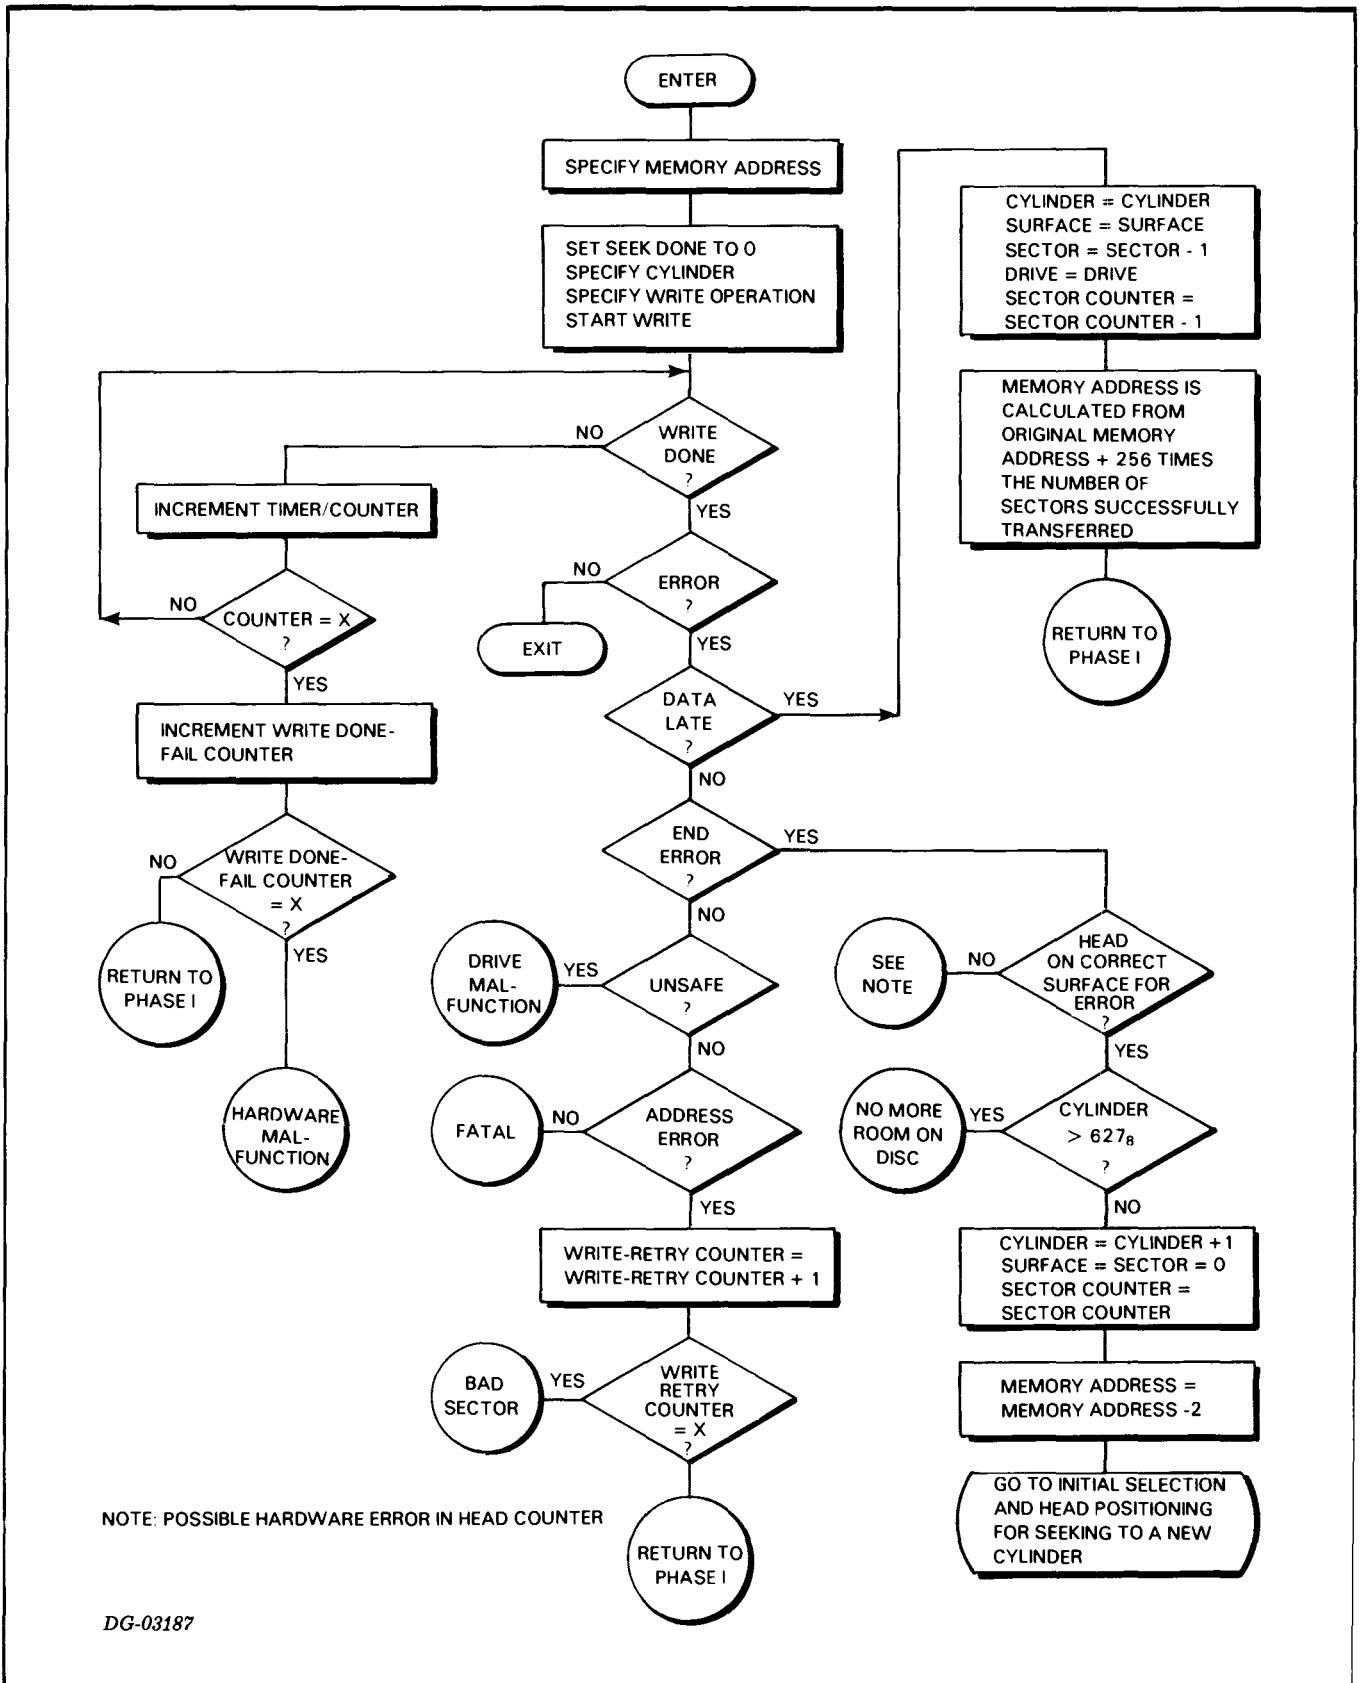 ENTER
SPECIFY MEMORY ADDRESS
SET SEEK DONE TO 0
SPECIFY CYLINDER
SPECIFY WRITE OPERATION
START WRITE
CYLINDER = CYLINDER
SURFACE = SURFACE
SECTOR = SECTOR - 1
DRIVE = DRIVE
SECTOR COUNTER =
SECTOR COUNTER - 1
MEMORY ADDRESS IS
CALCULATED FROM
ORIGINAL MEMORY
ADDRESS + 256 TIMES
THE NUMBER OF
SECTORS SUCCESSFULLY
TRANSFERRED
RETURN TO
PHASE I
WRITE
DONE
?
NO
YES
INCREMENT TIMER/COUNTER
COUNTER = X
?
NO
YES
INCREMENT WRITE DONE-
FAIL COUNTER
WRITE DONE-
FAIL COUNTER
= X
?
NO
YES
RETURN TO
PHASE I
HARDWARE
MAL-
FUNCTION
ERROR
?
NO
YES
EXIT
DATA
LATE
?
YES
NO
END
ERROR
?
YES
NO
UNSAFE
?
YES
NO
DRIVE
MAL-
FUNCTION
ADDRESS
ERROR
?
NO
YES
FATAL
WRITE-RETRY COUNTER =
WRITE-RETRY COUNTER + 1
WRITE
RETRY
COUNTER
= X
?
YES
BAD
SECTOR
RETURN TO
PHASE I
HEAD
ON CORRECT
SURFACE FOR
ERROR
?
NO
YES
SEE
NOTE
CYLINDER
> 627₈
?
YES
NO
NO MORE
ROOM ON
DISC
CYLINDER = CYLINDER +1
SURFACE = SECTOR = 0
SECTOR COUNTER =
SECTOR COUNTER
MEMORY ADDRESS =
MEMORY ADDRESS -2
GO TO INITIAL SELECTION
AND HEAD POSITIONING
FOR SEEKING TO A NEW
CYLINDER
NOTE: POSSIBLE HARDWARE ERROR IN HEAD COUNTER
DG-03187